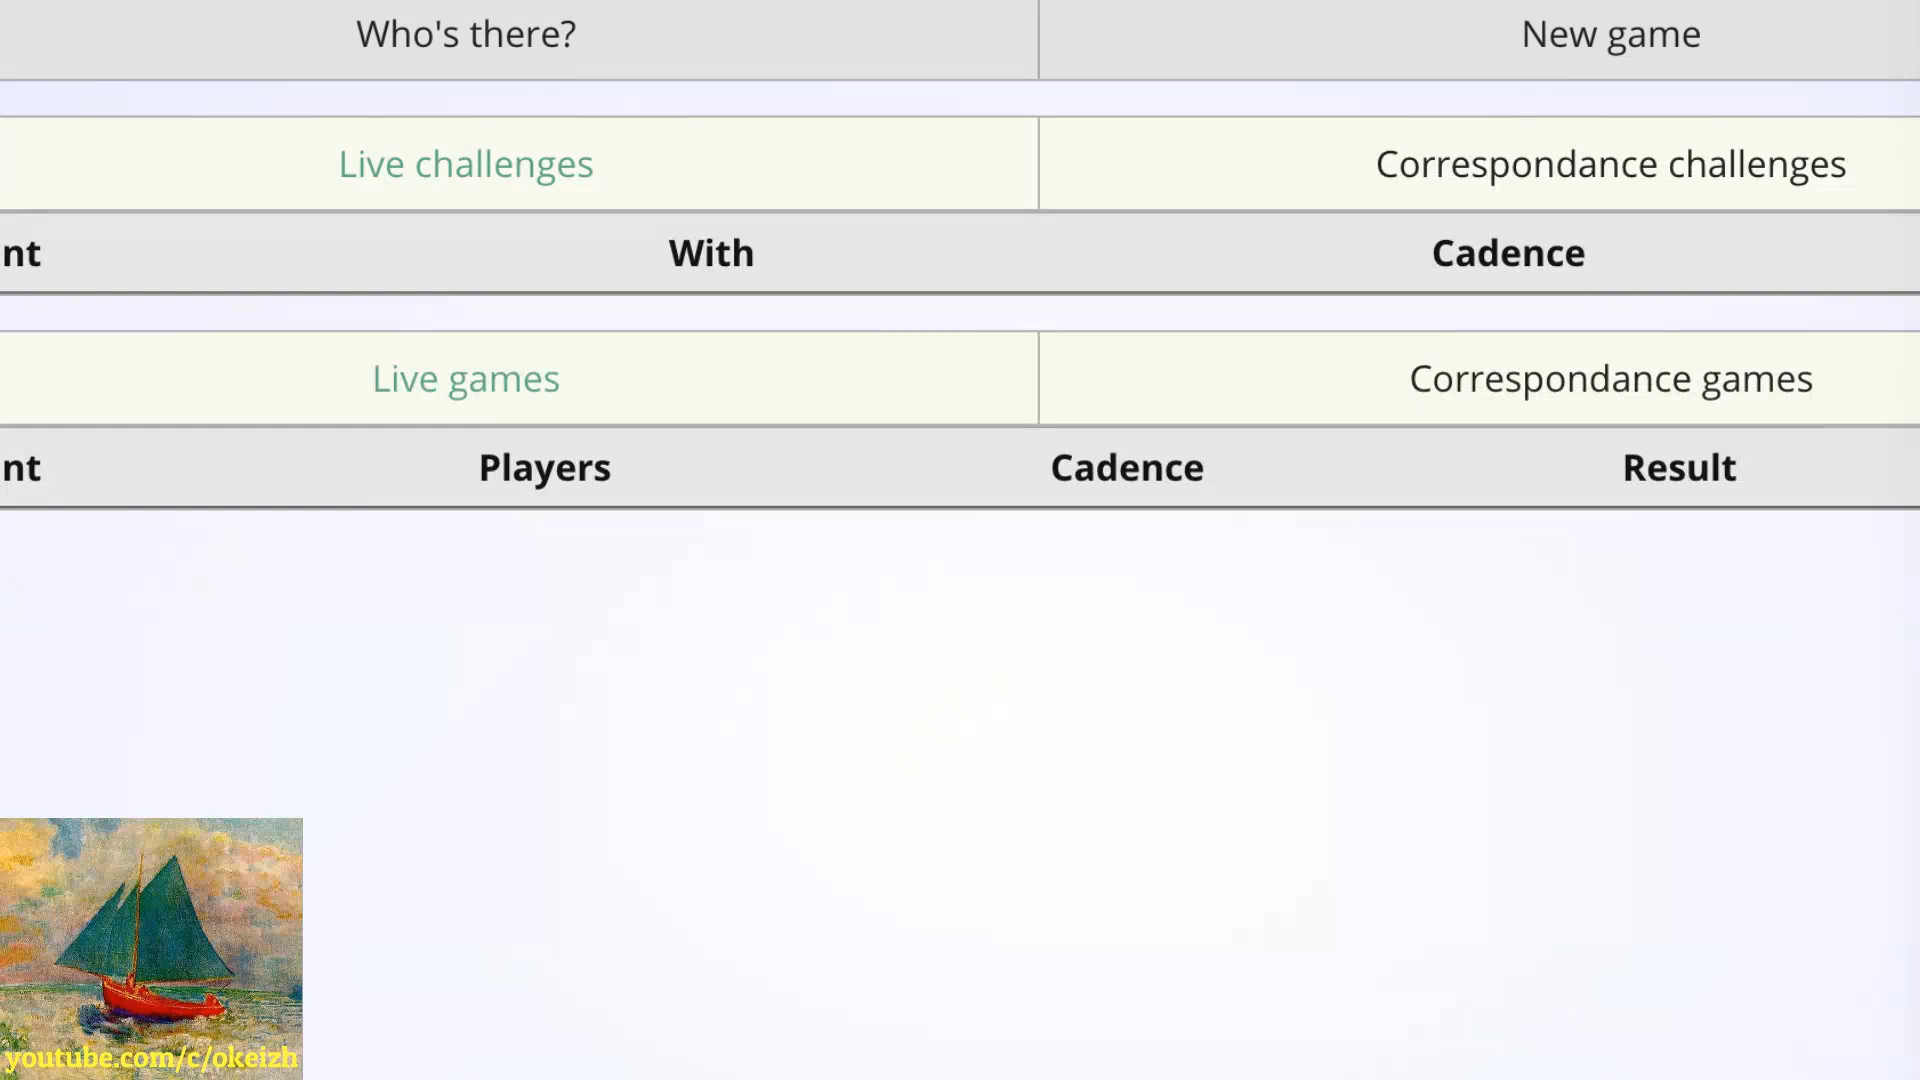 Who's there? New game
Live challenges Correspondance challenges
nt With Cadence
Live games Correspondance games
nt Players Cadence Result
youtube.com/c/okeizh